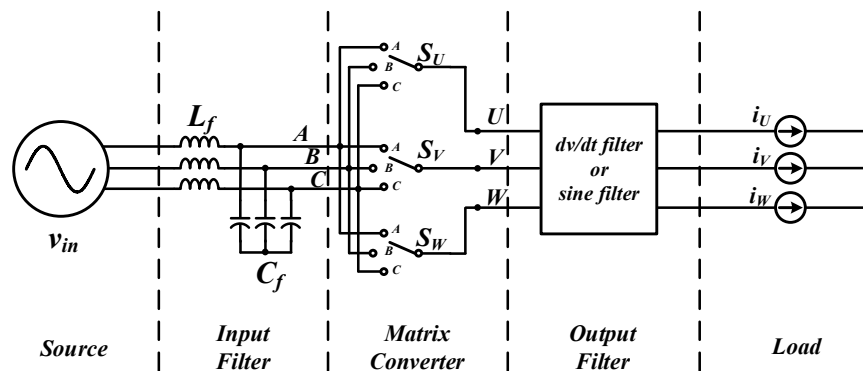 A
B
C
S_U
L_f
A
B
C
A
B
C
S_V
U
V
W
dv/dt filter
or
sine filter
i_U
i_V
i_W
v_in
C_f
A
B
C
S_W
Source
Input
Filter
Matrix
Converter
Output
Filter
Load